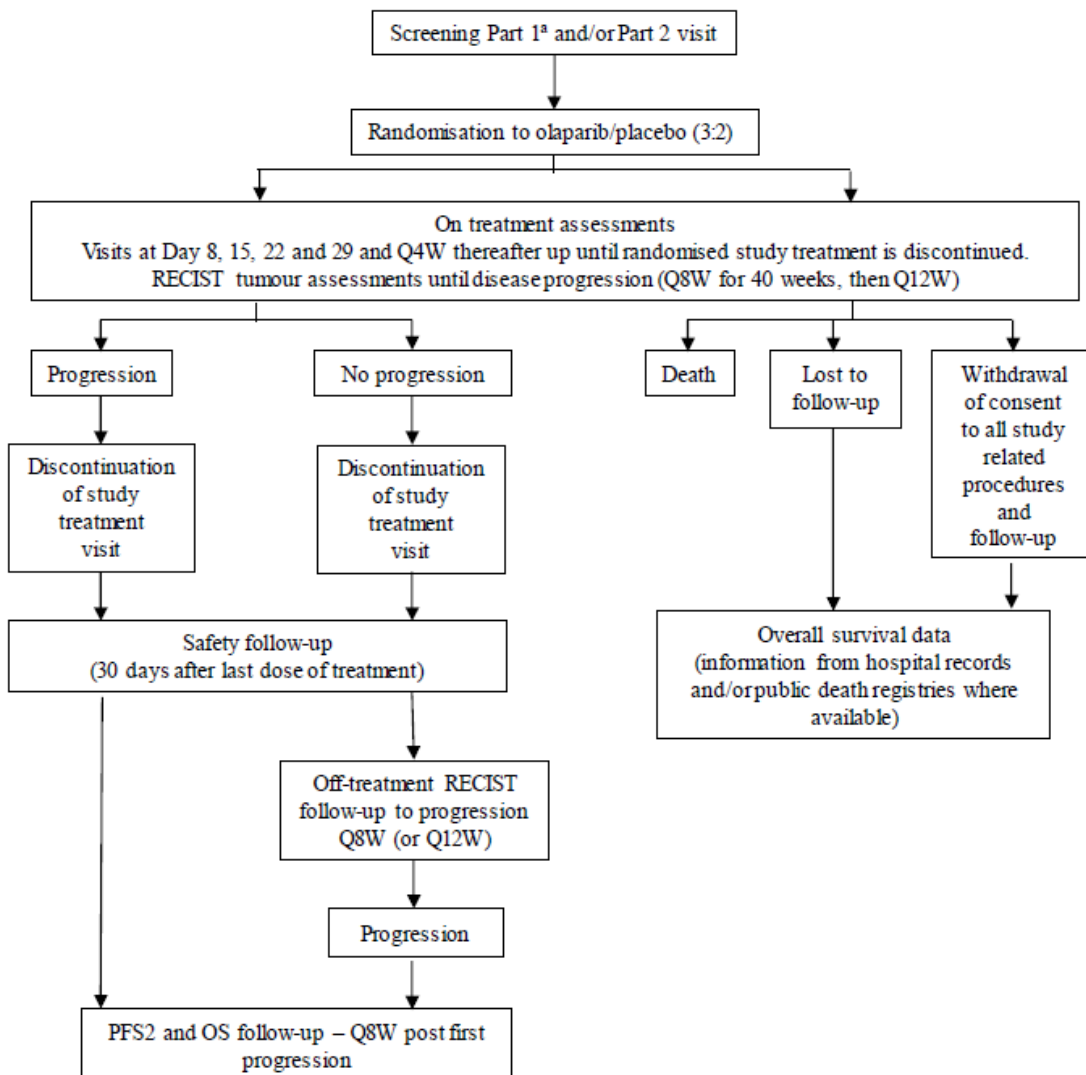 Screening Part 1ª and/or Part 2 visit
Randomisation to olaparib/placebo (3:2)
On treatment assessments
Visits at Day 8, 15, 22 and 29 and Q4W thereafter up until randomised study treatment is discontinued.
RECIST tumour assessments until disease progression (Q8W for 40 weeks, then Q12W)
Progression
No progression
Death
Lost to
follow-up
Withdrawal
of consent
to all study
related
procedures
and
follow-up
Discontinuation
of study
treatment
visit
Discontinuation
of study
treatment
visit
Safety follow-up
(30 days after last dose of treatment)
Overall survival data
(information from hospital records
and/or public death registries where
available)
Off-treatment RECIST
follow-up to progression
Q8W (or Q12W)
Progression
PFS2 and OS follow-up – Q8W post first
progression